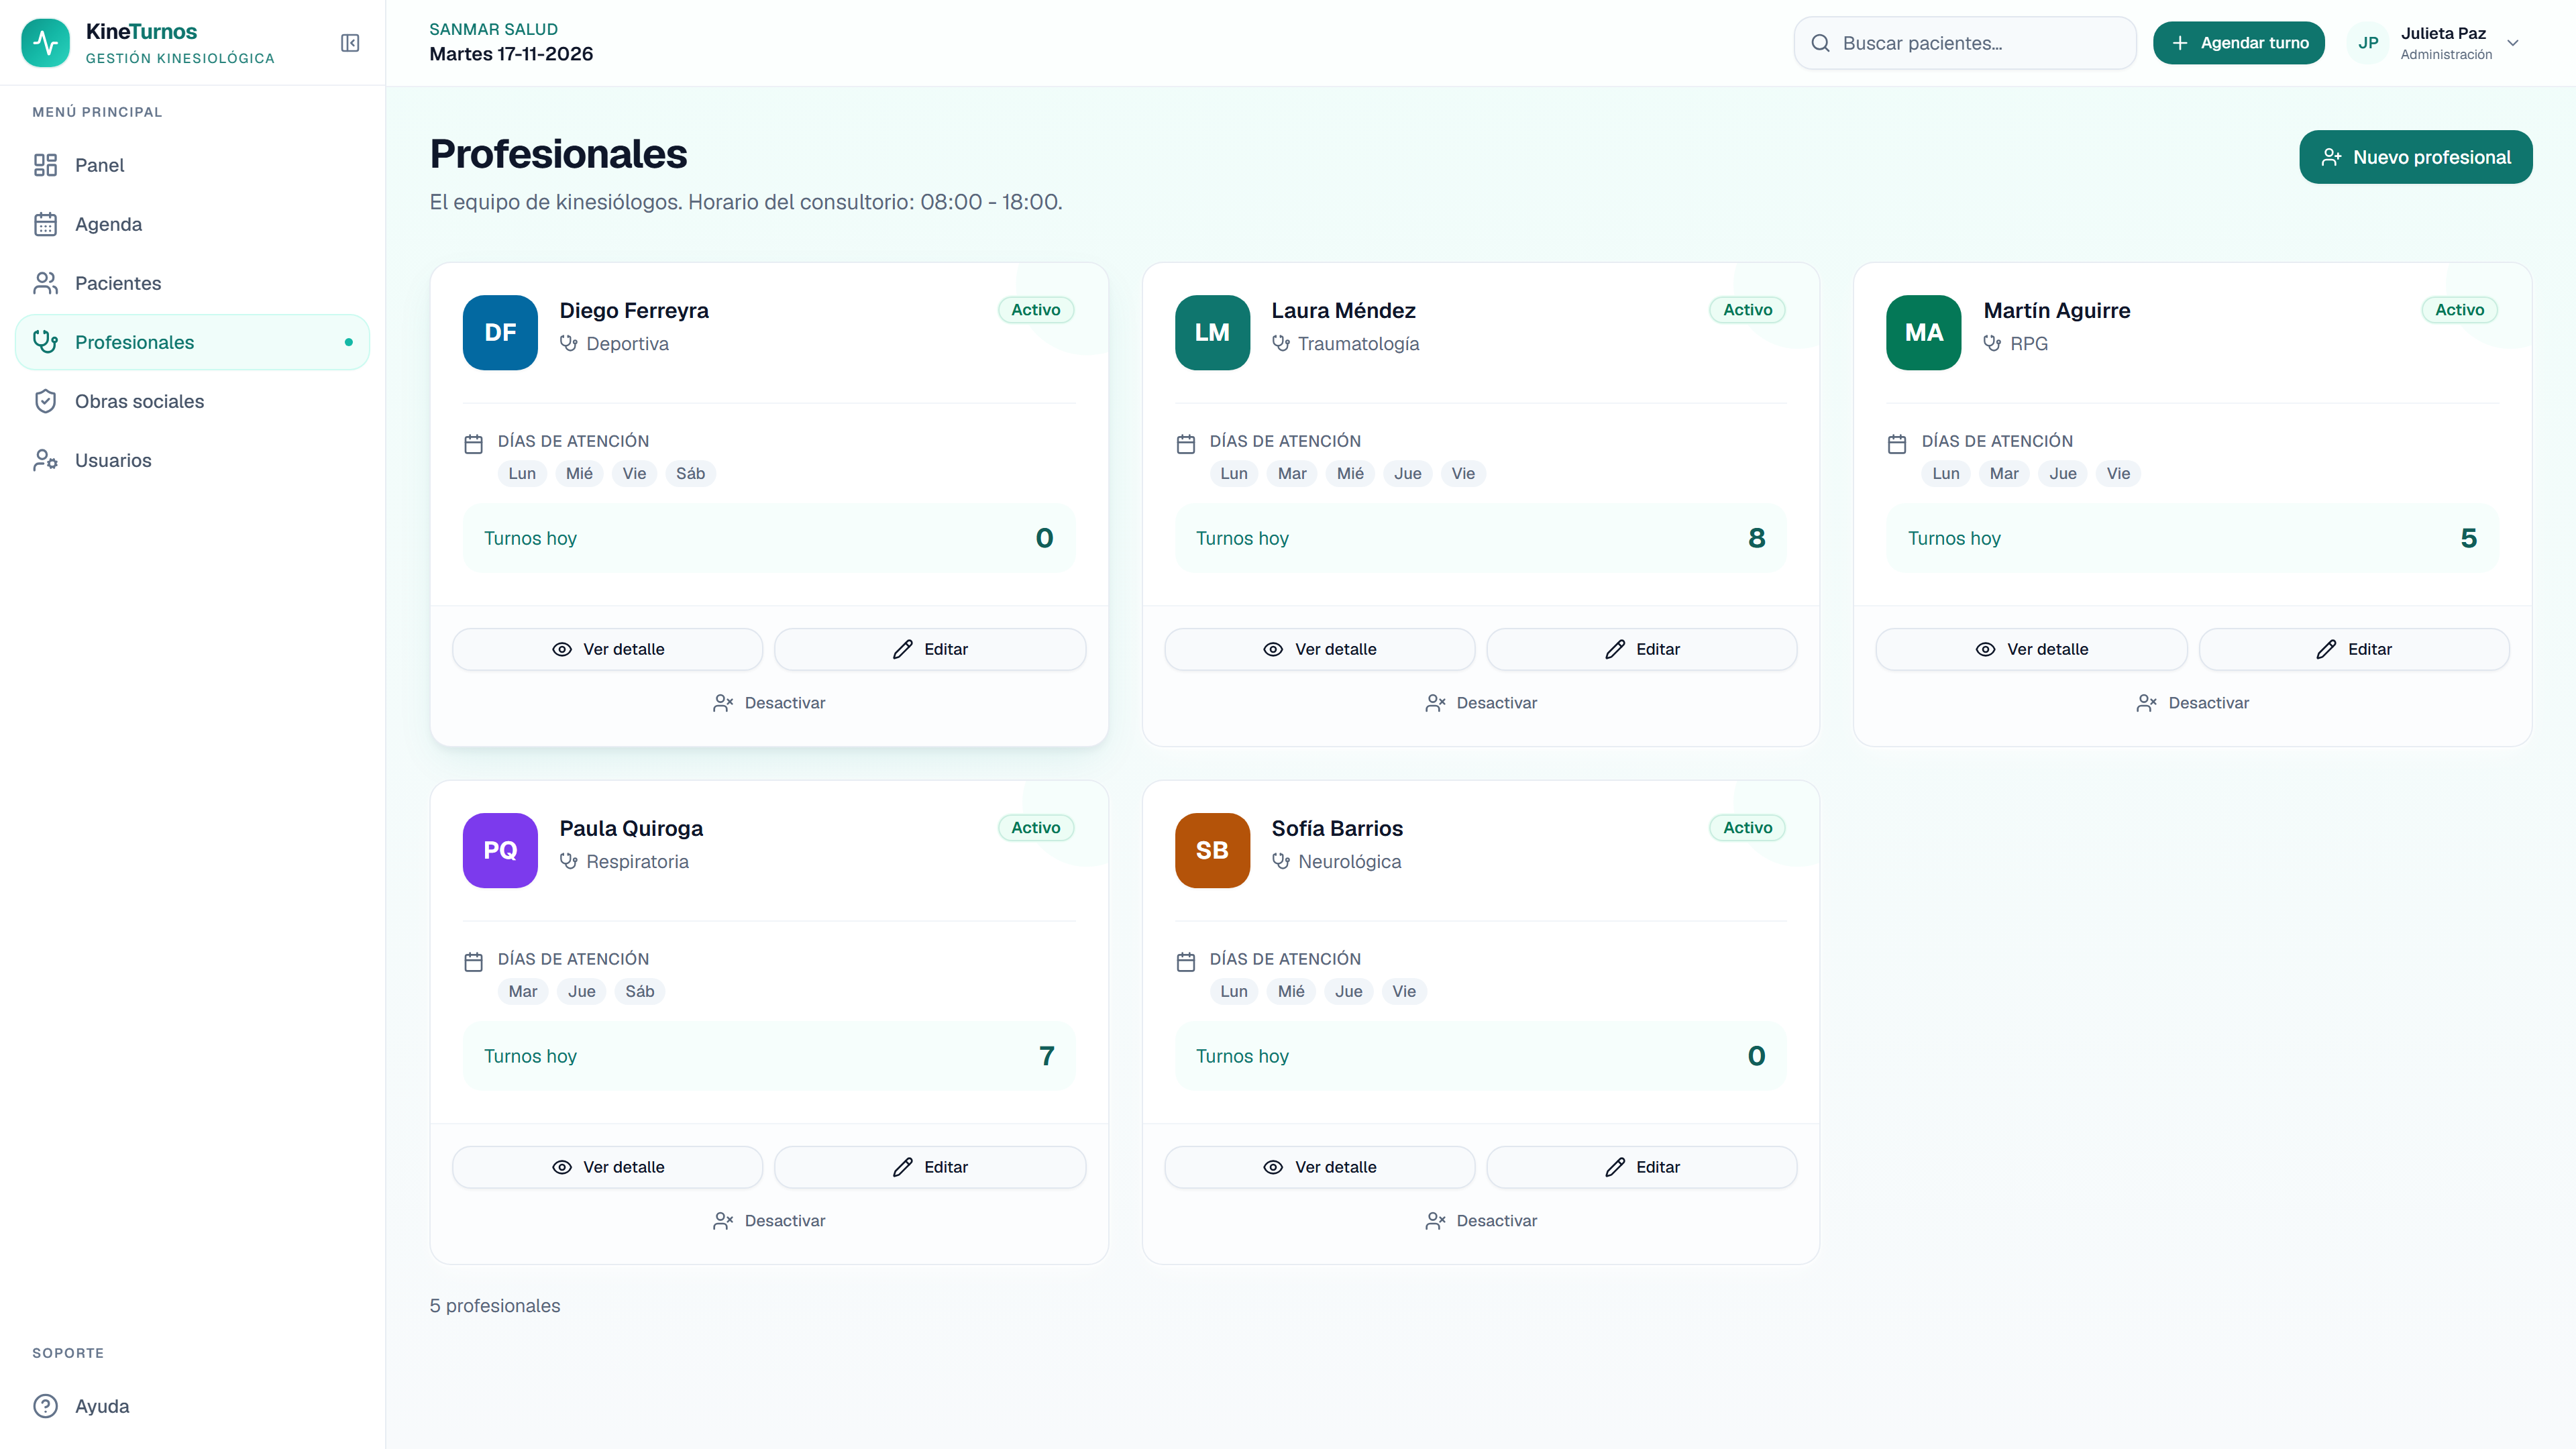 KineTurnos
GESTIÓN KINESIOLÓGICA
MENÚ PRINCIPAL
Panel
Agenda
Pacientes
Profesionales
Obras sociales
Usuarios
SOPORTE
Ayuda
SANMAR SALUD
Martes 17-11-2026
Buscar pacientes...
Agendar turno
JP
Julieta Paz
Administración
Profesionales
El equipo de kinesiólogos. Horario del consultorio: 08:00 - 18:00.
Nuevo profesional
DF
Diego Ferreyra
Deportiva
Activo
DÍAS DE ATENCIÓN
Lun Mié Vie Sáb
Turnos hoy 0
Ver detalle Editar
Desactivar
LM
Laura Méndez
Traumatología
Activo
DÍAS DE ATENCIÓN
Lun Mar Mié Jue Vie
Turnos hoy 8
Ver detalle Editar
Desactivar
MA
Martín Aguirre
RPG
Activo
DÍAS DE ATENCIÓN
Lun Mar Jue Vie
Turnos hoy 5
Ver detalle Editar
Desactivar
PQ
Paula Quiroga
Respiratoria
Activo
DÍAS DE ATENCIÓN
Mar Jue Sáb
Turnos hoy 7
Ver detalle Editar
Desactivar
SB
Sofía Barrios
Neurológica
Activo
DÍAS DE ATENCIÓN
Lun Mié Jue Vie
Turnos hoy 0
Ver detalle Editar
Desactivar
5 profesionales